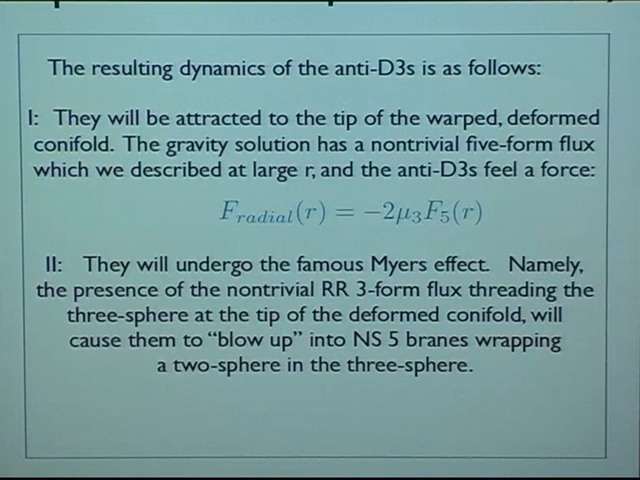 The resulting dynamics of the anti-D3s is as follows:
I: They will be attracted to the tip of the warped, deformed
conifold. The gravity solution has a nontrivial five-form flux
which we described at large r, and the anti-D3s feel a force:
F_{radial}(r) = −2μ_3F_5(r)
II: They will undergo the famous Myers effect. Namely,
the presence of the nontrivial RR 3-form flux threading the
three-sphere at the tip of the deformed conifold, will
cause them to “blow up” into NS 5 branes wrapping
a two-sphere in the three-sphere.